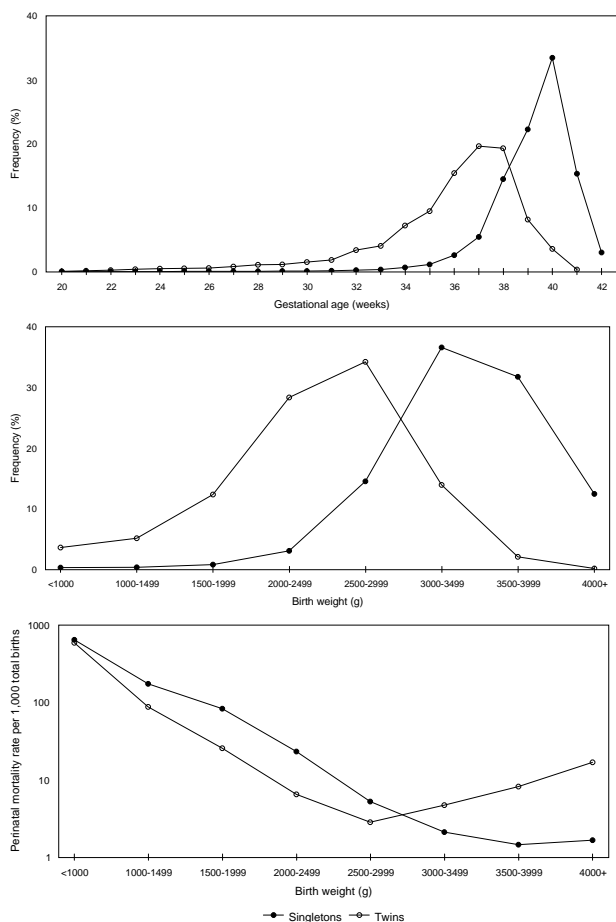 40
30
20
10
0
Frequency (%)
20 22 24 26 28 30 32 34 36 38 40 42
Gestational age (weeks)
40
30
20
10
0
Frequency (%)
<1000 1000-1499 1500-1999 2000-2499 2500-2999 3000-3499 3500-3999 4000+
Birth weight (g)
1000
100
10
1
Perinatal mortality rate per 1,000 total births
<1000 1000-1499 1500-1999 2000-2499 2500-2999 3000-3499 3500-3999 4000+
Birth weight (g)
Singletons Twins